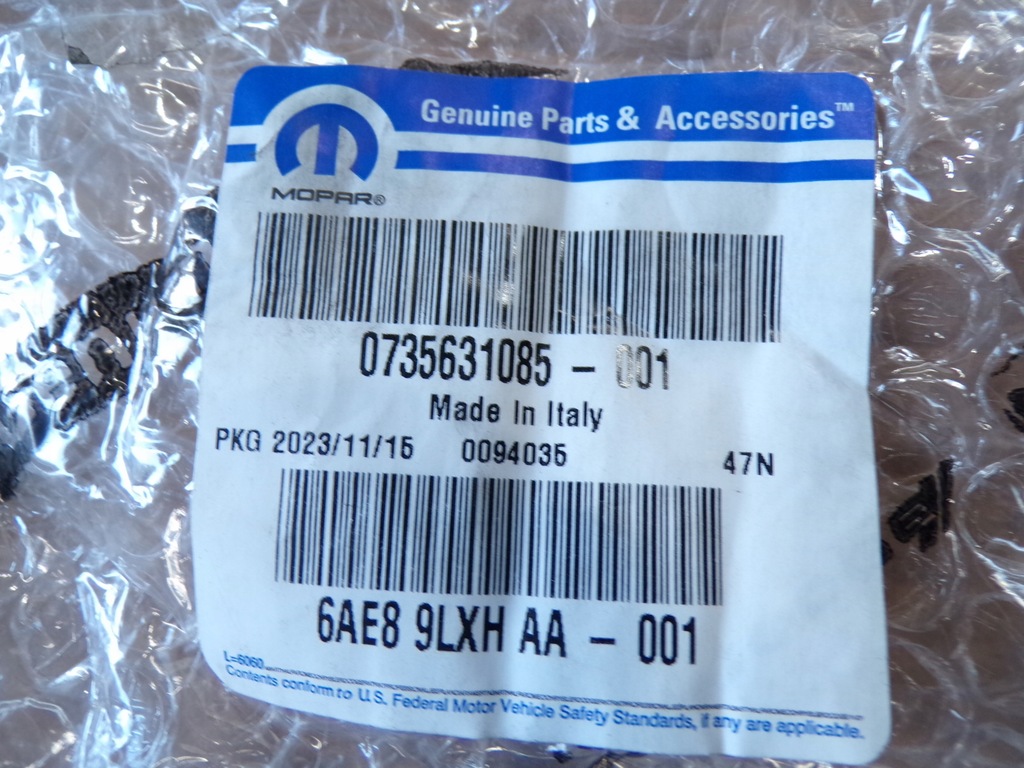 Genuine Parts & Accessories™
MOPAR®
0735631085 - 001
Made In Italy
PKG 2023/11/15 0094035 47N
6AE8 9LXH AA - 001
L=6060
Contents conform to U.S. Federal Motor Vehicle Safety Standards, if any are applicable.